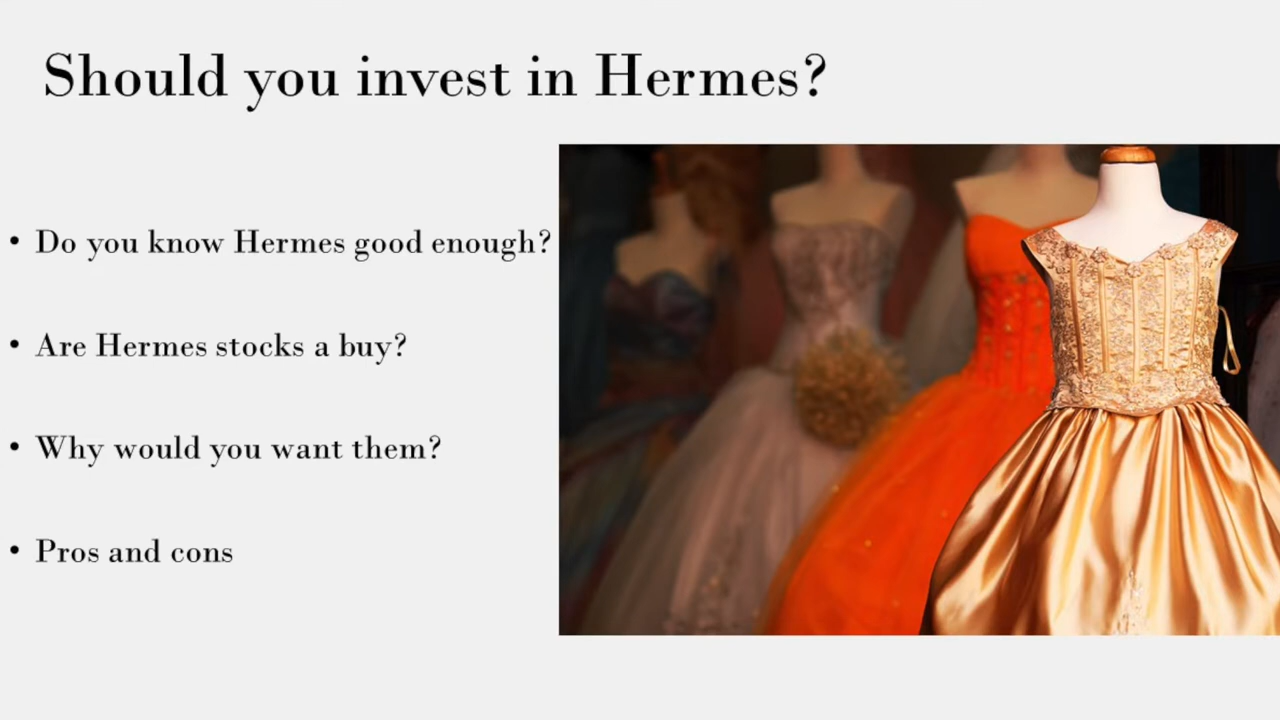 Should you invest in Hermes?
• Do you know Hermes good enough?
• Are Hermes stocks a buy?
• Why would you want them?
• Pros and cons